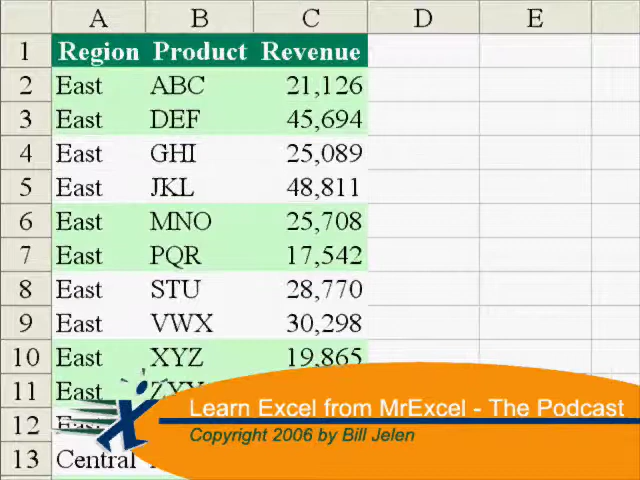 A B C D E
1 Region Product Revenue
2 East ABC 21,126
3 East DEF 45,694
4 East GHI 25,089
5 East JKL 48,811
6 East MNO 25,708
7 East PQR 17,542
8 East STU 28,770
9 East VWX 30,298
10 East XYZ 19,865
11 East
12 East
13 Central
Learn Excel from MrExcel - The Podcast
Copyright 2006 by Bill Jelen